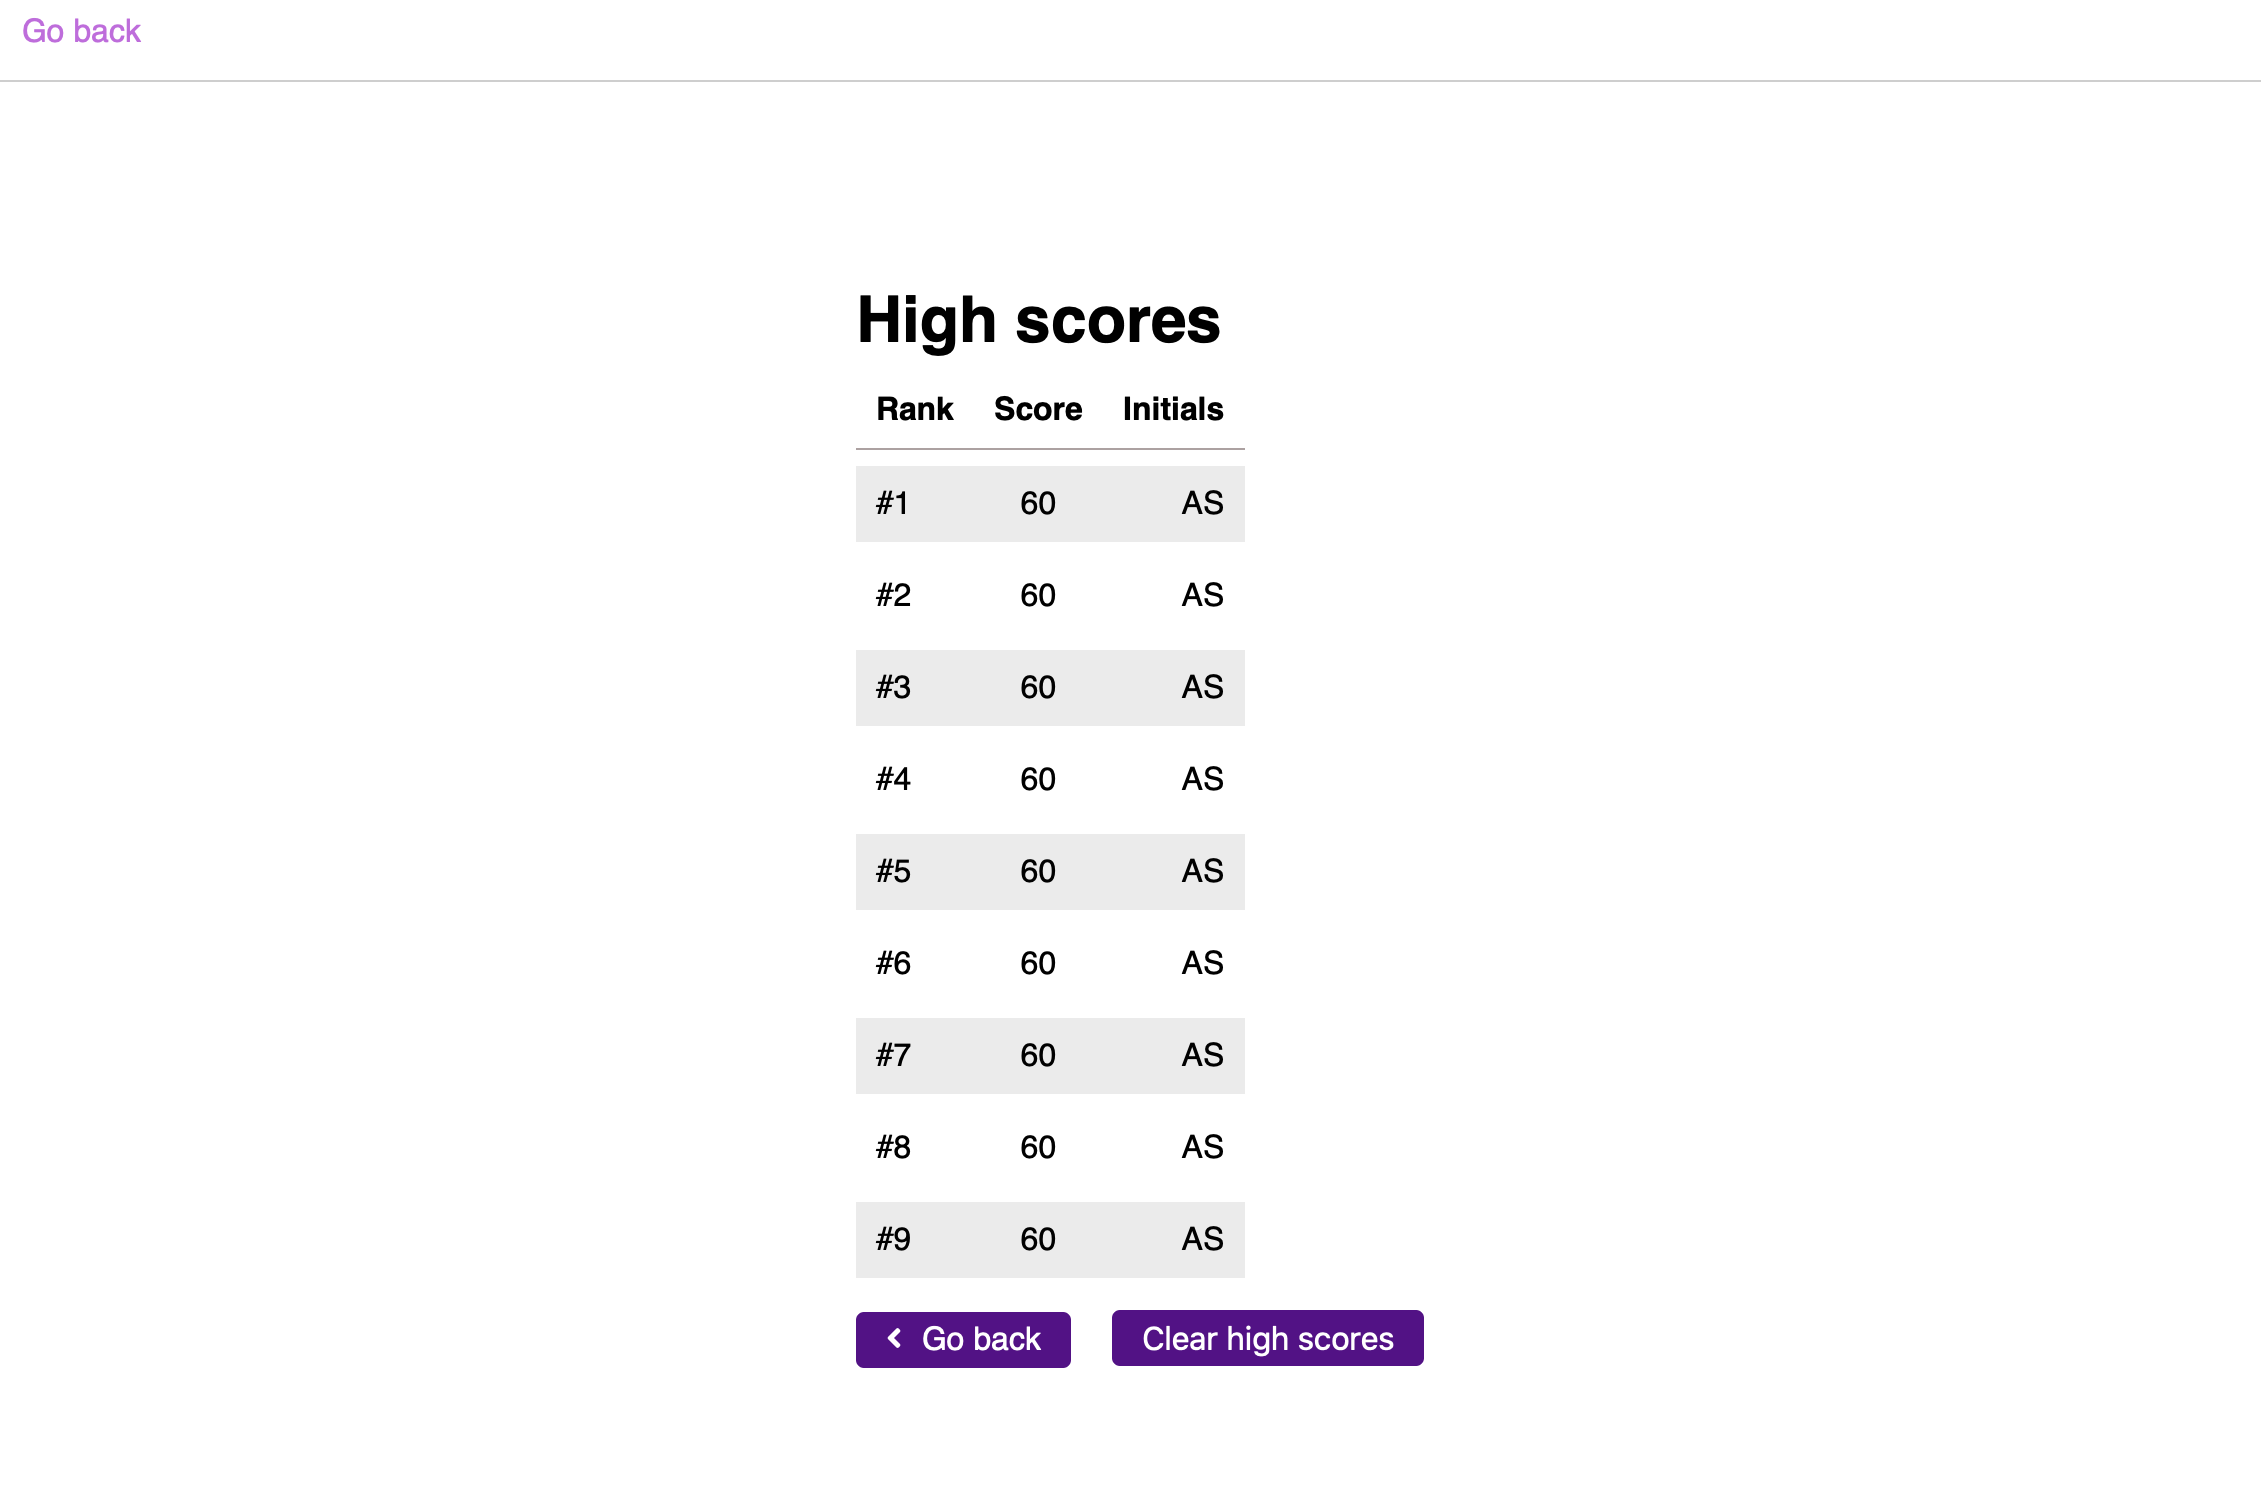 Go back
High scores
Rank Score Initials
#1 60 AS
#2 60 AS
#3 60 AS
#4 60 AS
#5 60 AS
#6 60 AS
#7 60 AS
#8 60 AS
#9 60 AS
Go back Clear high scores